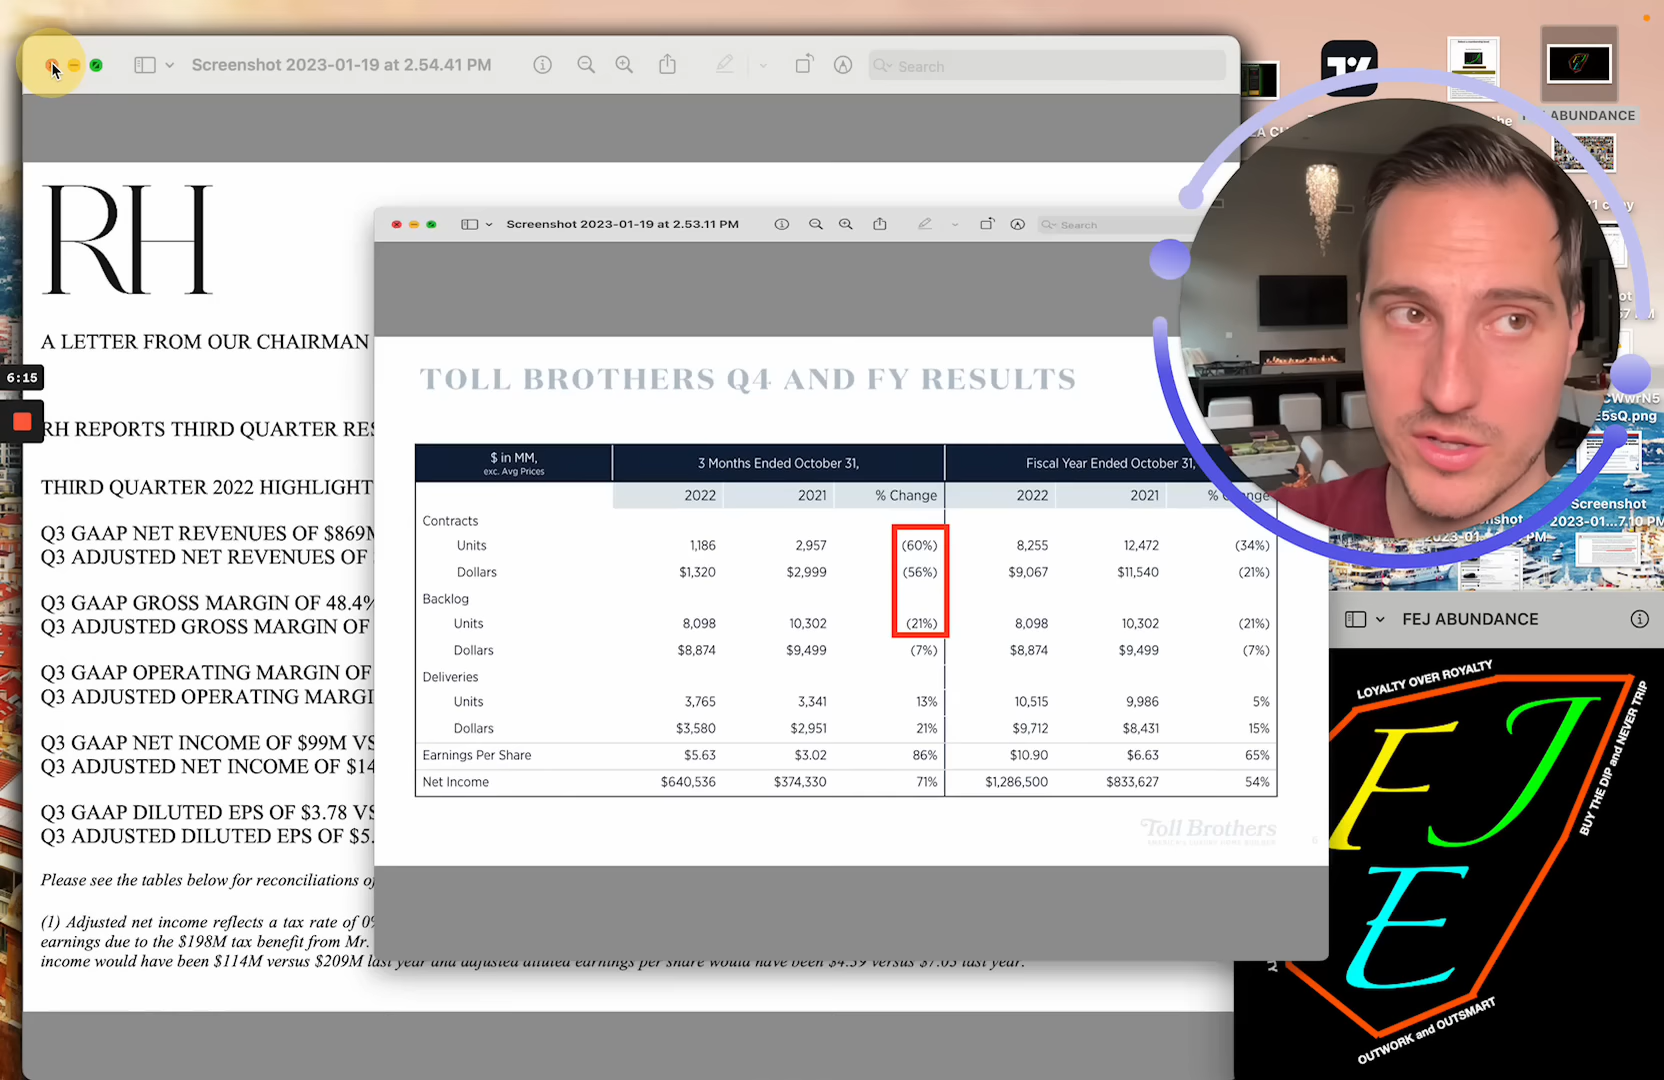 Screenshot 2023-01-19 at 2.54.41 PM
Search
RH
A LETTER FROM OUR CHAIRMAN
6:15
RH REPORTS THIRD QUARTER RES
THIRD QUARTER 2022 HIGHLIGHT
Q3 GAAP NET REVENUES OF $869M
Q3 ADJUSTED NET REVENUES OF
Q3 GAAP GROSS MARGIN OF 48.4%
Q3 ADJUSTED GROSS MARGIN OF
Q3 GAAP OPERATING MARGIN OF
Q3 ADJUSTED OPERATING MARGI
Q3 GAAP NET INCOME OF $99M VS
Q3 ADJUSTED NET INCOME OF $14
Q3 GAAP DILUTED EPS OF $3.78 VS
Q3 ADJUSTED DILUTED EPS OF $5.
Please see the tables below for reconciliations of
(1) Adjusted net income reflects a tax rate of 0%
earnings due to the $198M tax benefit from Mr.
income would have been $114M versus $209M last year and adjusted diluted earnings per share would have been $4.39 versus $7.05 last year.
Screenshot 2023-01-19 at 2.53.11 PM
Search
TOLL BROTHERS Q4 AND FY RESULTS
$ in MM, 3 Months Ended October 31, Fiscal Year Ended October 31,
exc. Avg Prices
2022 2021 % Change 2022 2021 % Change
Contracts
Units 1,186 2,957 (60%) 8,255 12,472 (34%)
Dollars $1,320 $2,999 (56%) $9,067 $11,540 (21%)
Backlog
Units 8,098 10,302 (21%) 8,098 10,302 (21%)
Dollars $8,874 $9,499 (7%) $8,874 $9,499 (7%)
Deliveries
Units 3,765 3,341 13% 10,515 9,986 5%
Dollars $3,580 $2,951 21% $9,712 $8,431 15%
Earnings Per Share $5.63 $3.02 86% $10.90 $6.63 65%
Net Income $640,536 $374,330 71% $1,286,500 $833,627 54%
Toll Brothers
6
FEJ ABUNDANCE
Screenshot
2023-01...7.10 PM
FEJ ABUNDANCE
LOYALTY OVER ROYALTY
BUY THE DIP and NEVER TRIP
FJ
E
OUTWORK and OUTSMART